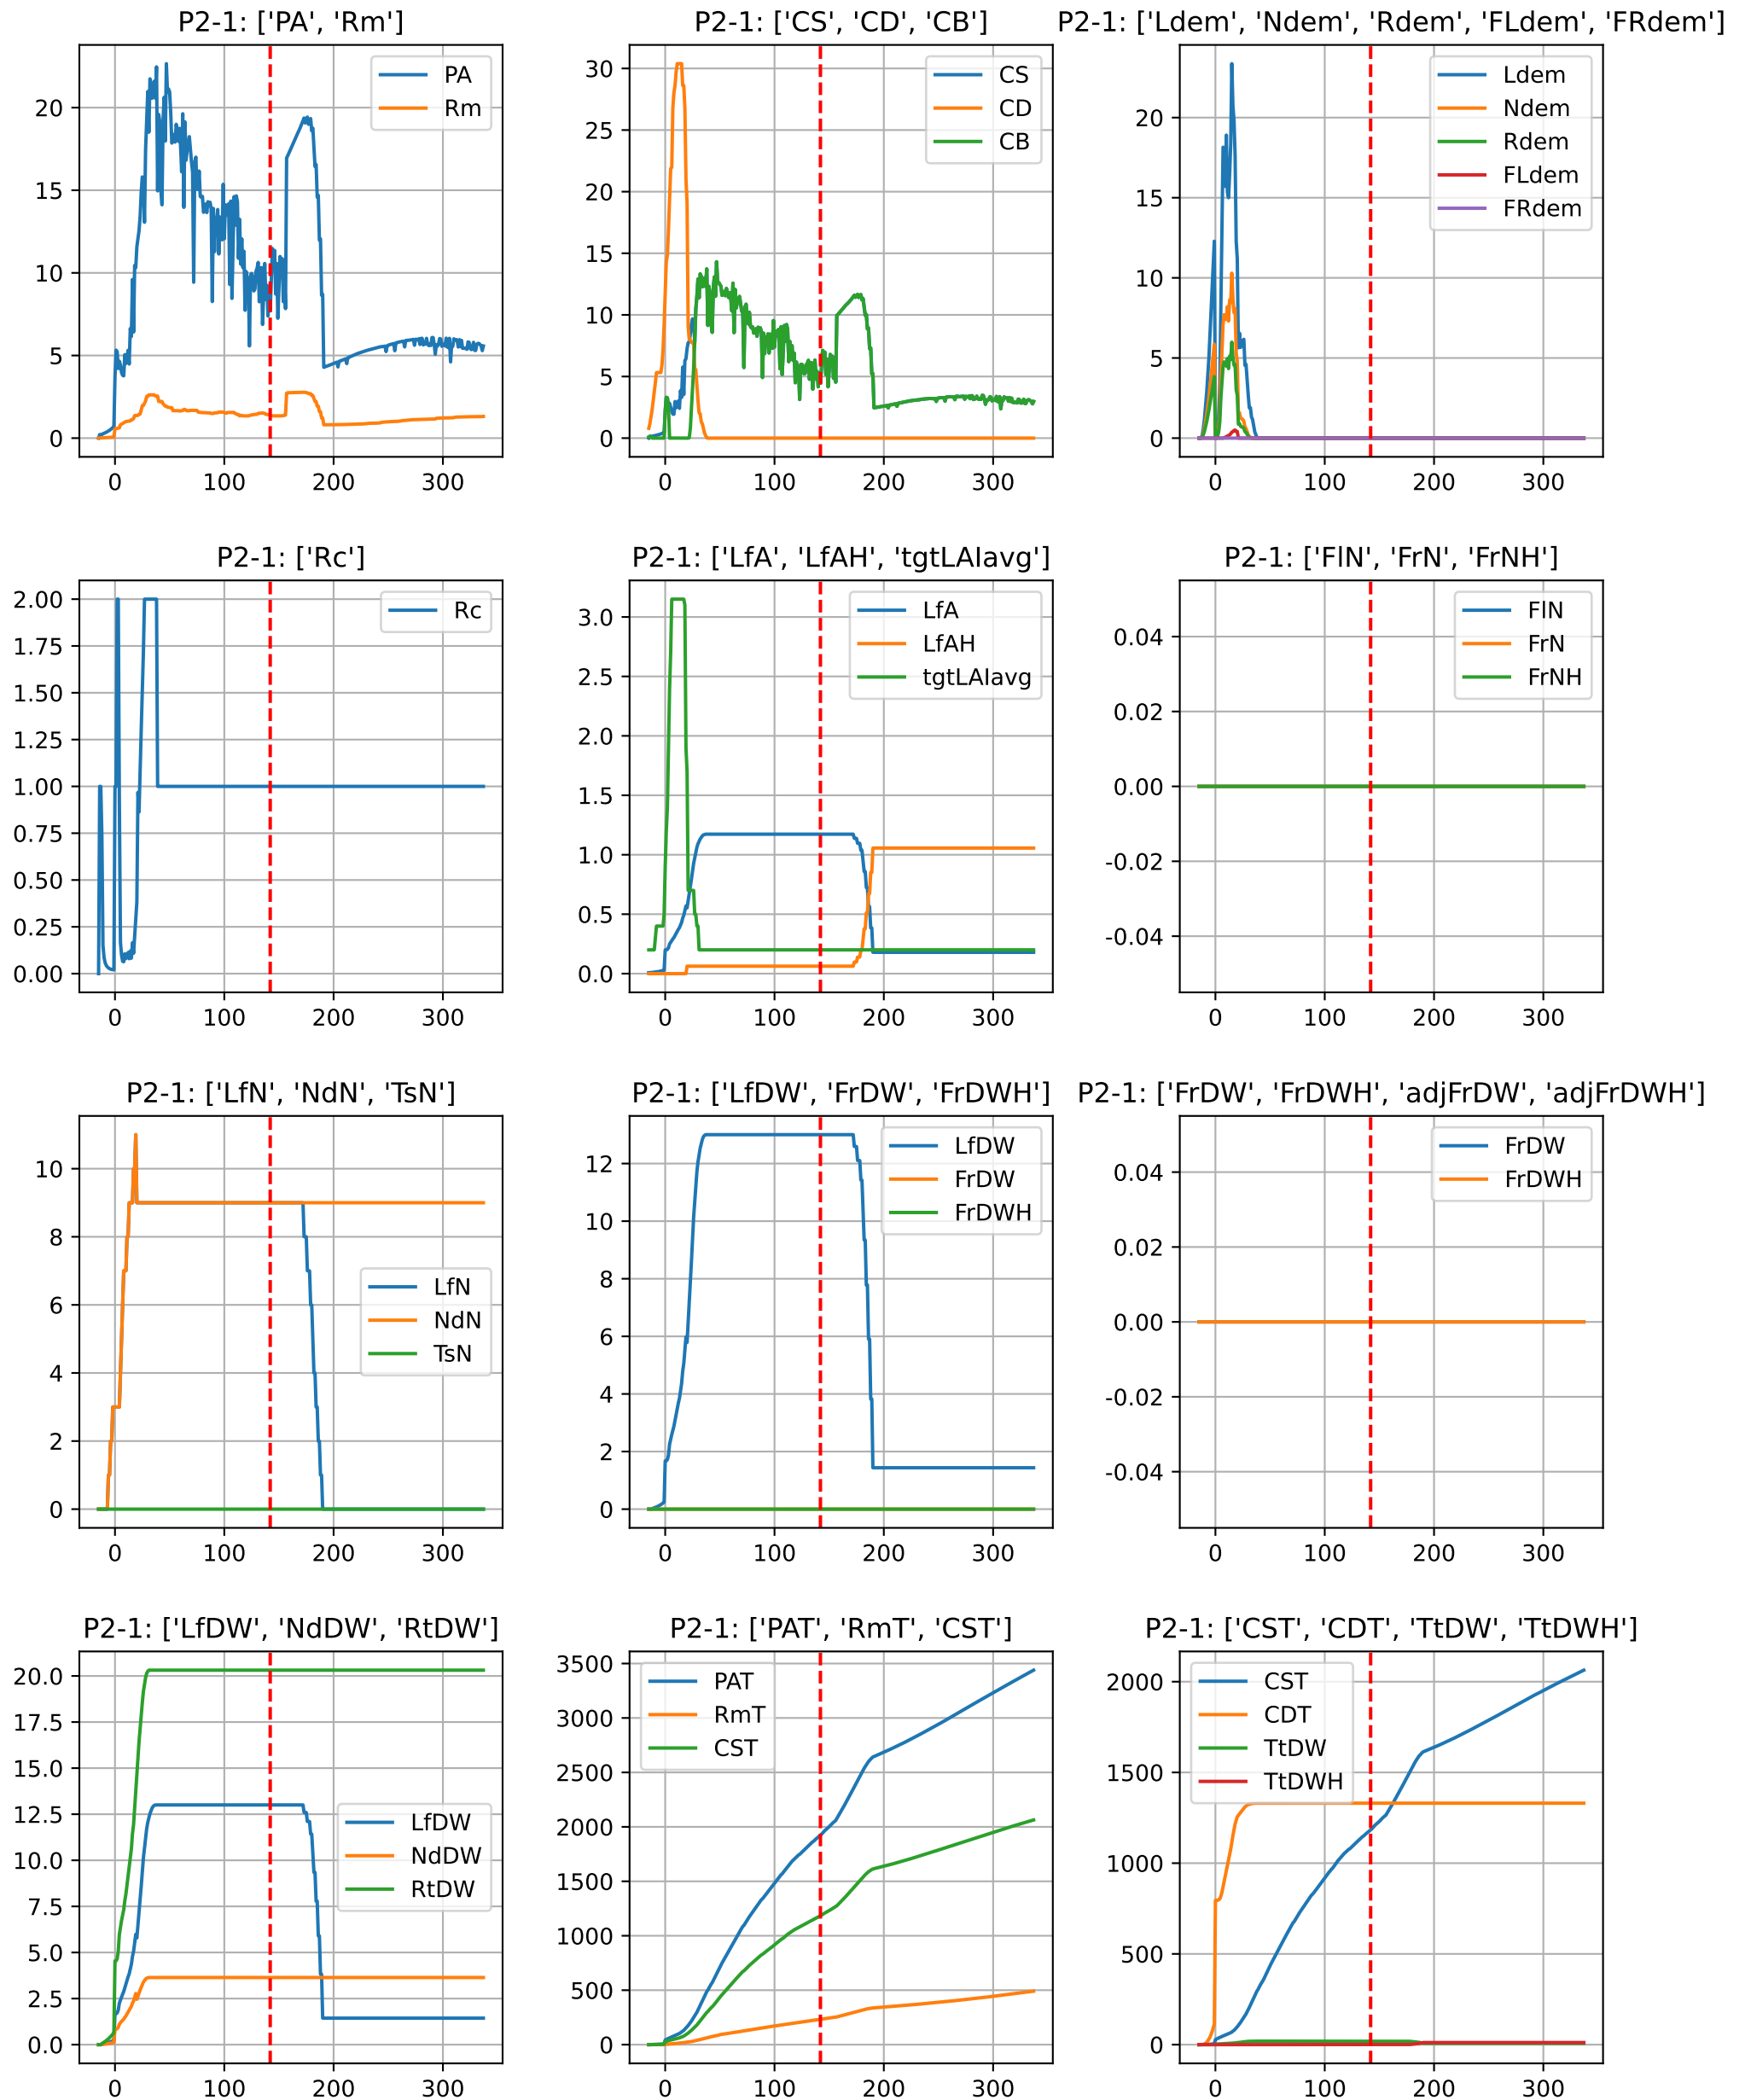 P2-1: ['PA', 'Rm']
PA
Rm
20
15
10
5
0
0 100 200 300
P2-1: ['CS', 'CD', 'CB']
CS
CD
CB
30
25
20
15
10
5
0
0 100 200 300
P2-1: ['Ldem', 'Ndem', 'Rdem', 'FLdem', 'FRdem']
Ldem
Ndem
Rdem
FLdem
FRdem
20
15
10
5
0
0 100 200 300
P2-1: ['Rc']
Rc
2.00
1.75
1.50
1.25
1.00
0.75
0.50
0.25
0.00
0 100 200 300
P2-1: ['LfA', 'LfAH', 'tgtLAIavg']
LfA
LfAH
tgtLAIavg
3.0
2.5
2.0
1.5
1.0
0.5
0.0
0 100 200 300
P2-1: ['FlN', 'FrN', 'FrNH']
FlN
FrN
FrNH
0.04
0.02
0.00
-0.02
-0.04
0 100 200 300
P2-1: ['LfN', 'NdN', 'TsN']
LfN
NdN
TsN
10
8
6
4
2
0
0 100 200 300
P2-1: ['LfDW', 'FrDW', 'FrDWH']
LfDW
FrDW
FrDWH
12
10
8
6
4
2
0
0 100 200 300
P2-1: ['FrDW', 'FrDWH', 'adjFrDW', 'adjFrDWH']
FrDW
FrDWH
0.04
0.02
0.00
-0.02
-0.04
0 100 200 300
P2-1: ['LfDW', 'NdDW', 'RtDW']
LfDW
NdDW
RtDW
20.0
17.5
15.0
12.5
10.0
7.5
5.0
2.5
0.0
0 100 200 300
P2-1: ['PAT', 'RmT', 'CST']
PAT
RmT
CST
3500
3000
2500
2000
1500
1000
500
0
0 100 200 300
P2-1: ['CST', 'CDT', 'TtDW', 'TtDWH']
CST
CDT
TtDW
TtDWH
2000
1500
1000
500
0
0 100 200 300